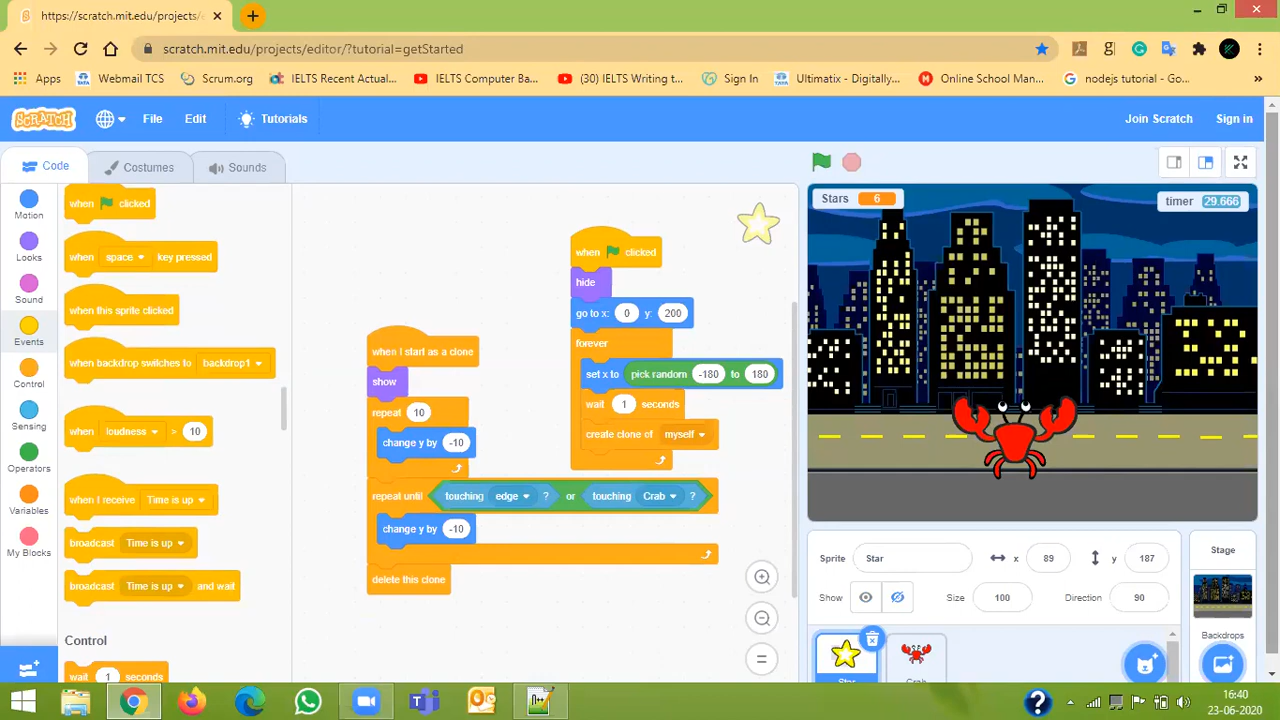 https://scratch.mit.edu/projects/e
scratch.mit.edu/projects/editor/?tutorial=getStarted
Apps Webmail TCS Scrum.org IELTS Recent Actual... IELTS Computer Ba... (30) IELTS Writing t... Sign In Ultimatix - Digitally... Online School Man... nodejs tutorial - Go... »
SCRATCH File Edit Tutorials Join Scratch Sign in
Code Costumes Sounds
Motion
Looks
Sound
Events
Control
Sensing
Operators
Variables
My Blocks
when clicked
when space key pressed
when this sprite clicked
when backdrop switches to backdrop1
when loudness > 10
when I receive Time is up
broadcast Time is up
broadcast Time is up and wait
Control
wait 1 seconds
when I start as a clone
show
repeat 10
change y by -10
repeat until touching edge ? or touching Crab ?
change y by -10
delete this clone
when clicked
hide
go to x: 0 y: 200
forever
set x to pick random -180 to 180
wait 1 seconds
create clone of myself
Stars 6
timer 29.666
Sprite Star x 89 y -187
Show Size 100 Direction 90
Stage
Backdrops
Star
Crab
16:40
23-06-2020